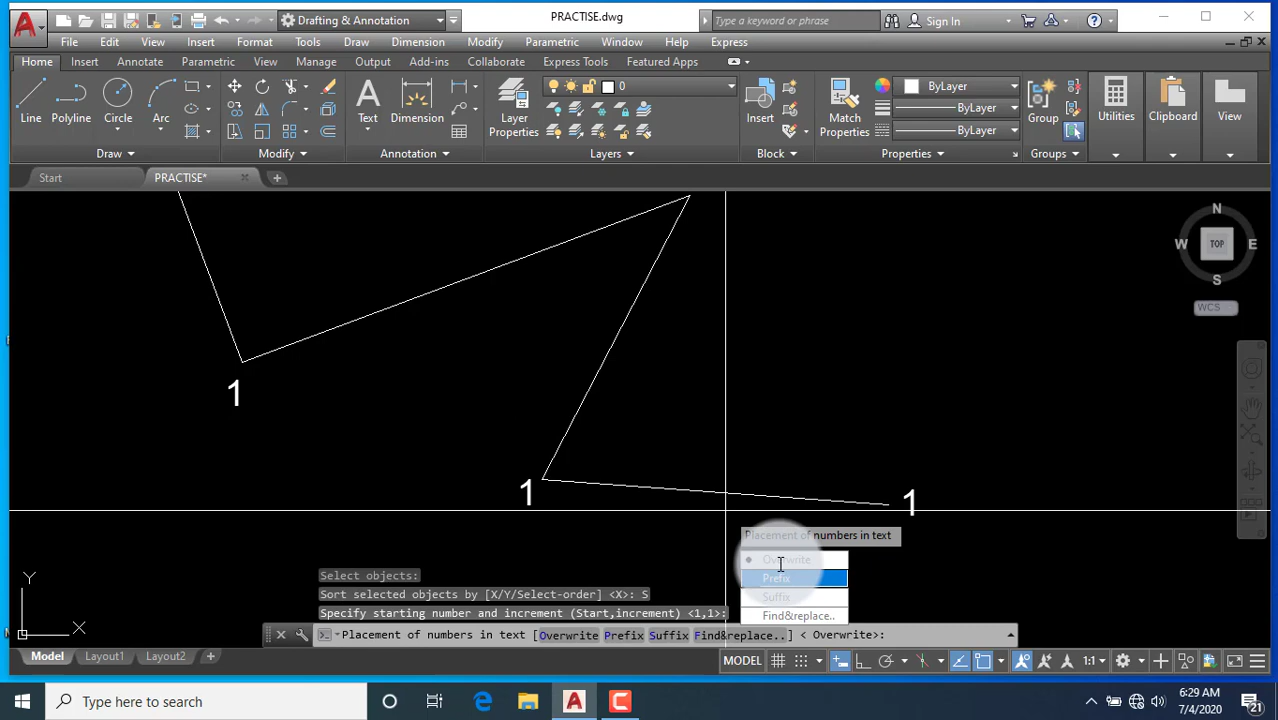 Drafting & Annotation
PRACTISE.dwg
Type a keyword or phrase
Sign In
File Edit View Insert Format Tools Draw Dimension Modify Parametric Window Help Express
Home Insert Annotate Parametric View Manage Output Add-ins Collaborate Express Tools Featured Apps
0
ByLayer
ByLayer
ByLayer
Line Polyline Circle Arc
Text Dimension
Layer Properties
Insert
Match Properties
Group
Utilities
Clipboard
View
Draw
Modify
Annotation
Layers
Block
Properties
Groups
Start
PRACTISE*
N
W TOP E
S
WCS
1
1
1
Placement of numbers in text
Overwrite
Prefix
Suffix
Find&replace..
Select objects:
Sort selected objects by [X/Y/Select-order] <X>: S
Specify starting number and increment (Start,increment) <1,1>:
Placement of numbers in text [Overwrite Prefix Suffix Find&replace..] < Overwrite>:
Y
X
Model Layout1 Layout2
MODEL
1:1
Type here to search
6:29 AM
7/4/2020
21